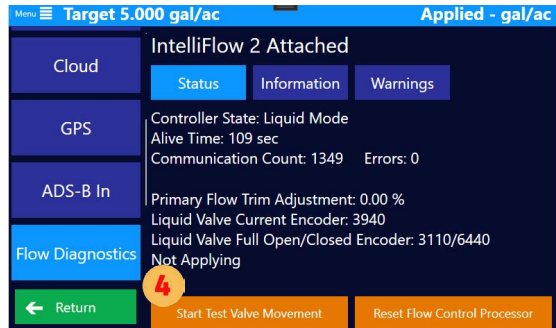 Menu Target 5.000 gal/ac Applied - gal/ac
IntelliFlow 2 Attached
Cloud
Status Information Warnings
GPS
Controller State: Liquid Mode
Alive Time: 109 sec
Communication Count: 1349 Errors: 0
ADS-B In
Primary Flow Trim Adjustment: 0.00 %
Liquid Valve Current Encoder: 3940
Liquid Valve Full Open/Closed Encoder: 3110/6440
Flow Diagnostics
Not Applying
4
Return
Start Test Valve Movement Reset Flow Control Processor